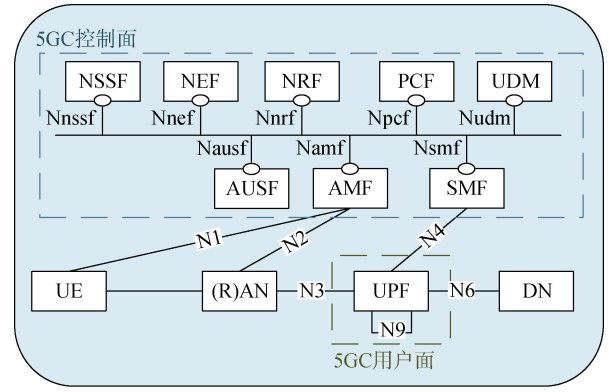 5GC控制面
NSSF NEF NRF PCF UDM
Nnssf Nnef Nnrf Npcf Nudm
Nausf Namf Nsmf
AUSF AMF SMF
N1 N2 N4
UE (R)AN N3 UPF N6 DN
N9
5GC用户面